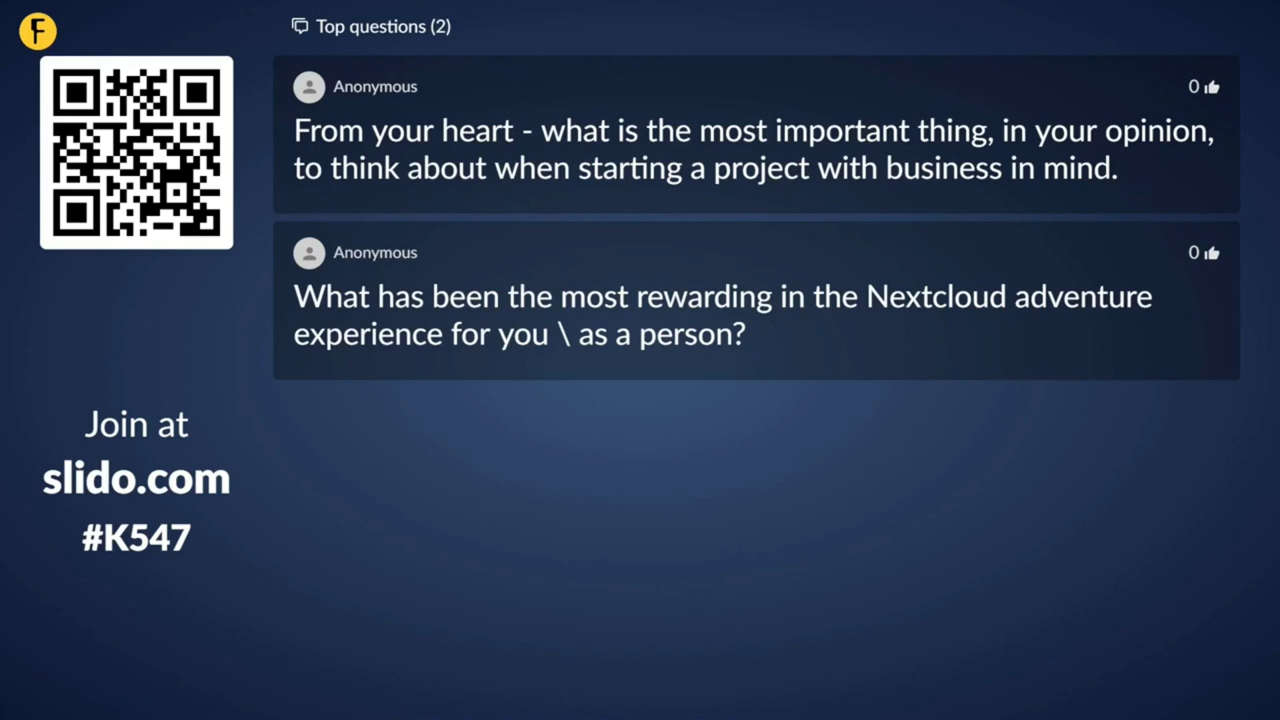 F
Top questions (2)
Anonymous
0
From your heart - what is the most important thing, in your opinion,
to think about when starting a project with business in mind.
Anonymous
0
What has been the most rewarding in the Nextcloud adventure
experience for you \ as a person?
Join at
slido.com
#K547